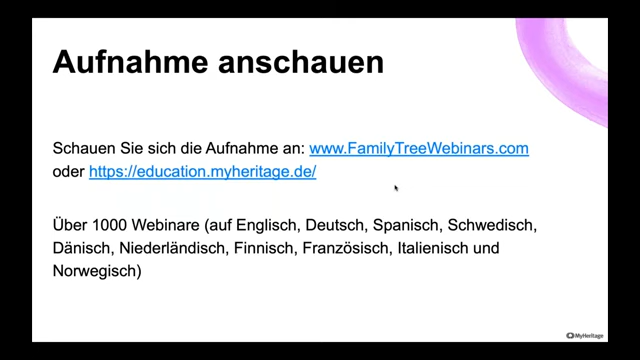 Aufnahme anschauen
Schauen Sie sich die Aufnahme an: www.FamilyTreeWebinars.com
oder https://education.myheritage.de/
Über 1000 Webinare (auf Englisch, Deutsch, Spanisch, Schwedisch,
Dänisch, Niederländisch, Finnisch, Französisch, Italienisch und
Norwegisch)
MyHeritage